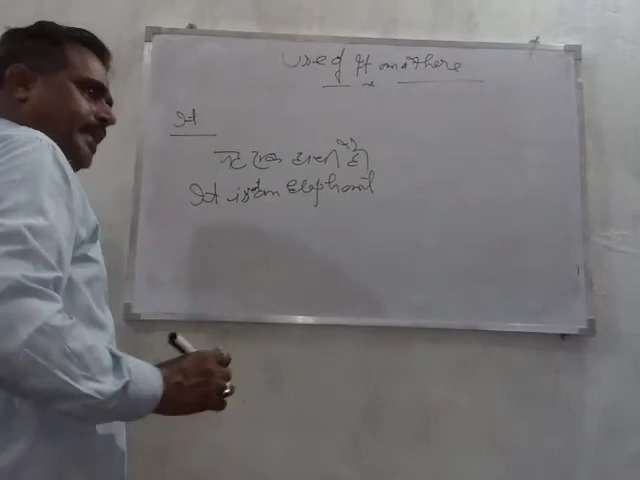 Use of It and There
It
यह एक हाथी है।
It is an Elephant